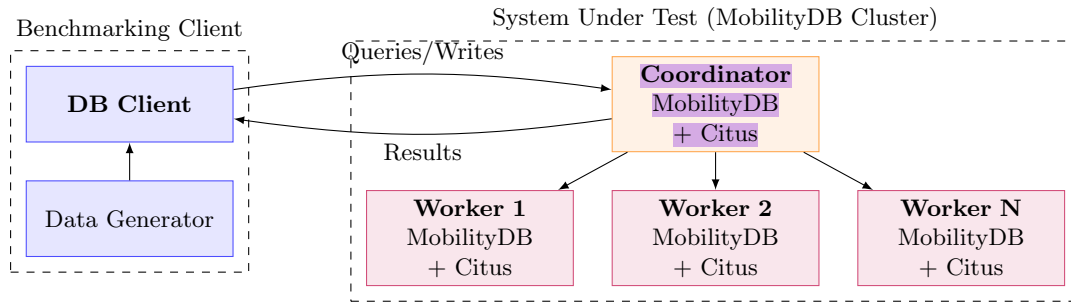 System Under Test (MobilityDB Cluster)
Benchmarking Client
Queries/Writes
DB Client
Coordinator
MobilityDB
+ Citus
Results
Data Generator
Worker 1
MobilityDB
+ Citus
Worker 2
MobilityDB
+ Citus
Worker N
MobilityDB
+ Citus